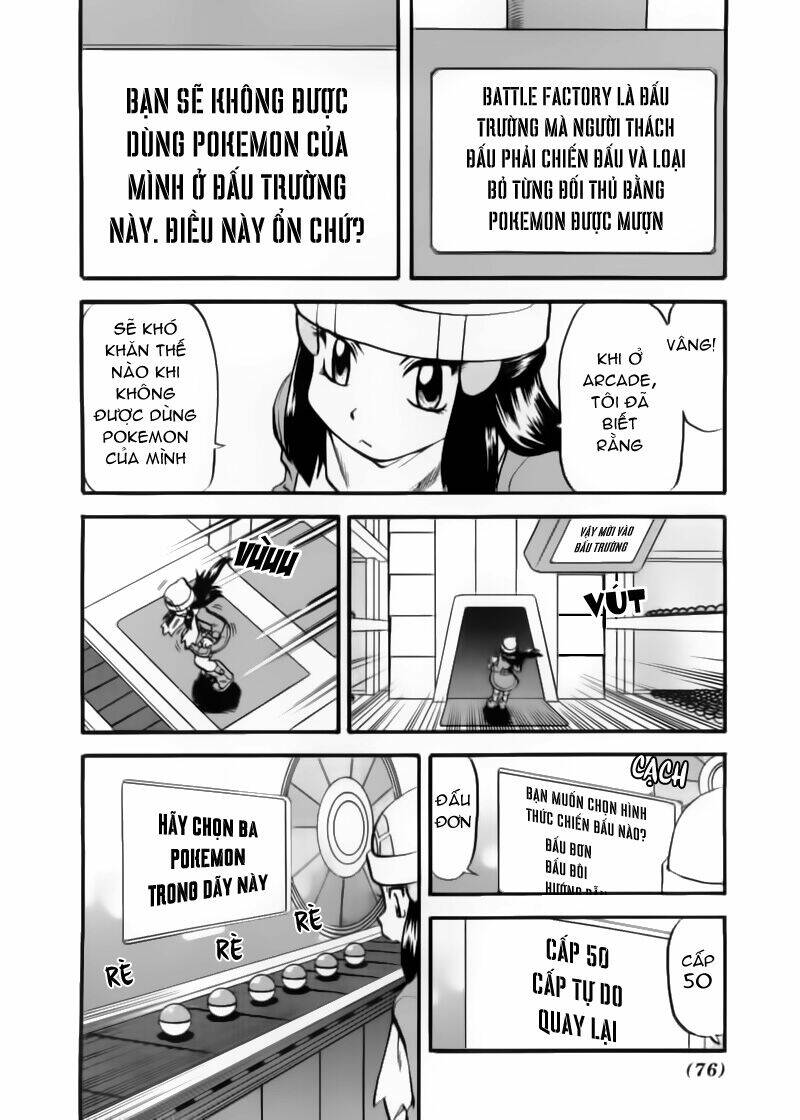 BATTLE FACTORY LÀ ĐẤU
TRƯỜNG MÀ NGƯỜI THÁCH
ĐẤU PHẢI CHIẾN ĐẤU VÀ LOẠI
BỎ TỪNG ĐỐI THỦ BẰNG
POKEMON ĐƯỢC MƯỢN
BẠN SẼ KHÔNG ĐƯỢC
DÙNG POKEMON CỦA
MÌNH Ở ĐẤU TRƯỜNG
NÀY. ĐIỀU NÀY ỔN CHỨ?
VÂNG!
KHI Ở
ARCADE,
TÔI ĐÃ
BIẾT
RẰNG
SẼ KHÓ
KHĂN THẾ
NÀO KHI
KHÔNG
ĐƯỢC DÙNG
POKEMON
CỦA MÌNH
VẬY MỜI VÀO
ĐẤU TRƯỜNG
VÚT
VÙUU
CẠCH
BẠN MUỐN CHỌN HÌNH
THỨC CHIẾN ĐẤU NÀO?
ĐẤU ĐƠN
ĐẤU ĐÔI
HƯỚNG DẪN
ĐẤU
ĐƠN
CẤP 50
CẤP TỰ DO
QUAY LẠI
CẤP
50
HÃY CHỌN BA
POKEMON
TRONG DÃY NÀY
RÈ
RÈ
RÈ
(76)